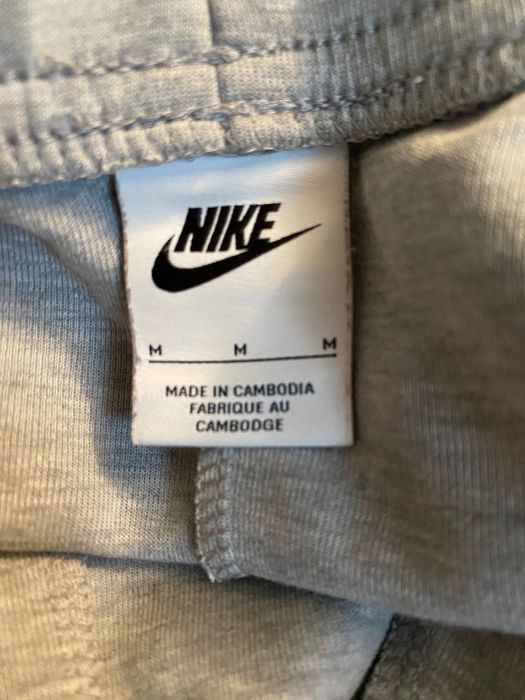 NIKE
M M M
MADE IN CAMBODIA
FABRIQUE AU
CAMBODGE